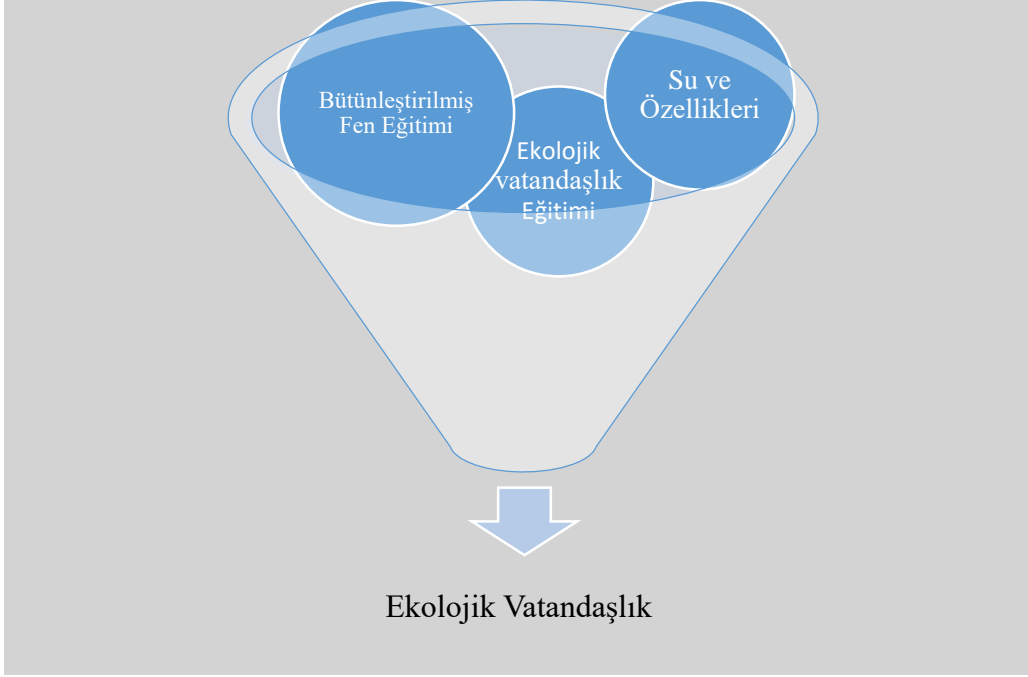 Bütünleştirilmiş
Fen Eğitimi
Ekolojik
vatandaşlık
Eğitimi
Su ve
Özellikleri
Ekolojik Vatandaşlık